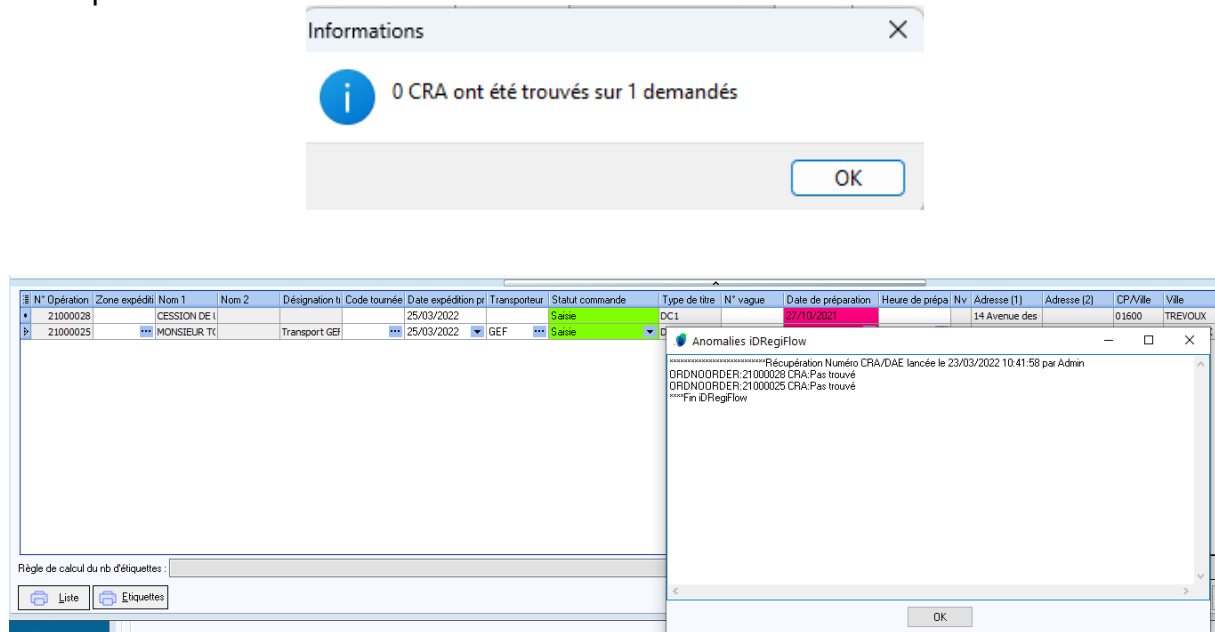 Informations
0 CRA ont été trouvés sur 1 demandés
OK
N° Opération Zone expéditi Nom 1 Nom 2 Désignation t Code tournée Date expédition pr Transporteur Statut commande Type de titre N° vague Date de préparation Heure de prépa Nv Adresse (1) Adresse (2) CP/Ville Ville
21000028 CESSION DE 25/03/2022 Saisie DC1 27/10/2021 14 Avenue des 01600 TREVOUX
21000025 MONSIEUR Transport GEF 25/03/2022 GEF Saisie
Anomalies iDRegiFlow
Récupération Numéro CRA/DAE lancée le 23/03/2022 10:41:58 par Admin
ORDNOORDER:21000028 CRA:Pas trouvé
ORDNOORDER:21000025 CRA:Pas trouvé
****Fin iDRegiFlow
Règle de calcul du nb d'étiquettes :
Liste Etiquettes
OK